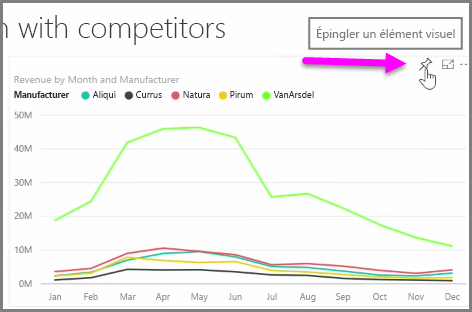 with competitors
Épingler un élément visuel
Revenue by Month and Manufacturer
Manufacturer Aliqui Currus Natura Pirum VanArsdel
50M
40M
30M
20M
10M
0M
Jan Feb Mar Apr May Jun Jul Aug Sep Oct Nov Dec